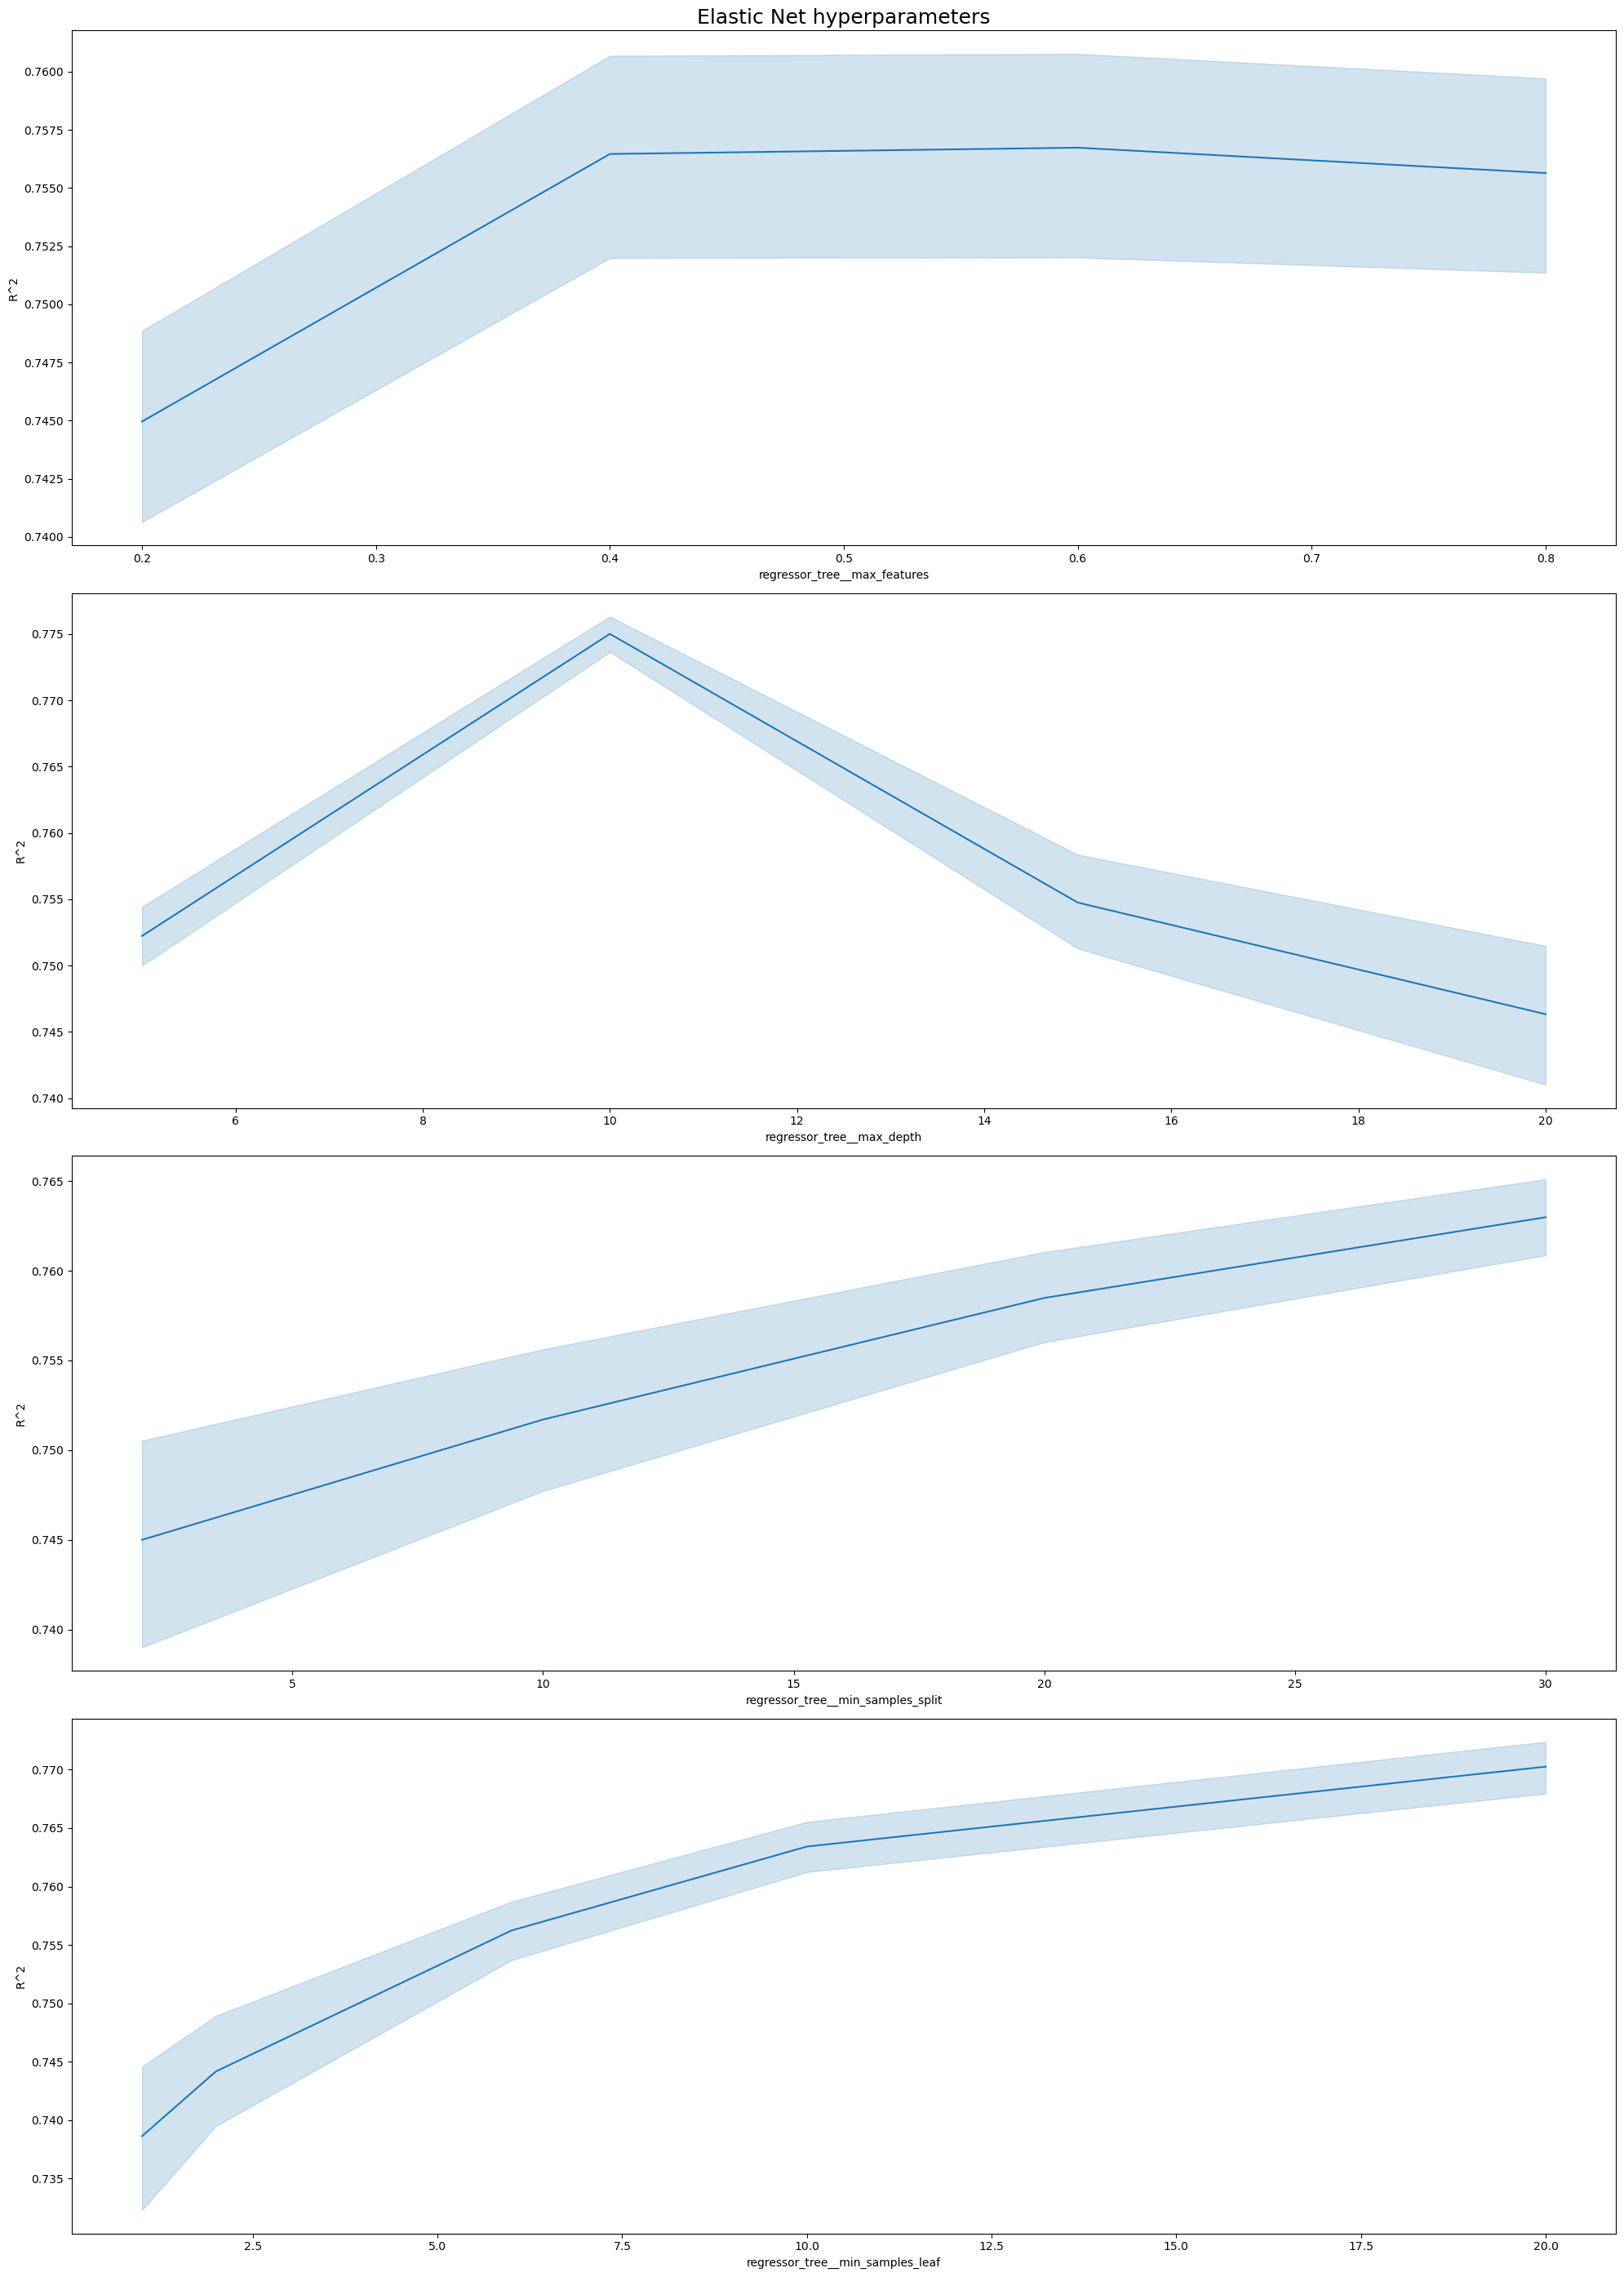 Elastic Net hyperparameters
0.7600
0.7575
0.7550
0.7525
0.7500
0.7475
0.7450
0.7425
0.7400
R^2
0.2 0.3 0.4 0.5 0.6 0.7 0.8
regressor_tree__max_features
0.775
0.770
0.765
0.760
0.755
0.750
0.745
0.740
R^2
6 8 10 12 14 16 18 20
regressor_tree__max_depth
0.765
0.760
0.755
0.750
0.745
0.740
R^2
5 10 15 20 25 30
regressor_tree__min_samples_split
0.770
0.765
0.760
0.755
0.750
0.745
0.740
0.735
R^2
2.5 5.0 7.5 10.0 12.5 15.0 17.5 20.0
regressor_tree__min_samples_leaf